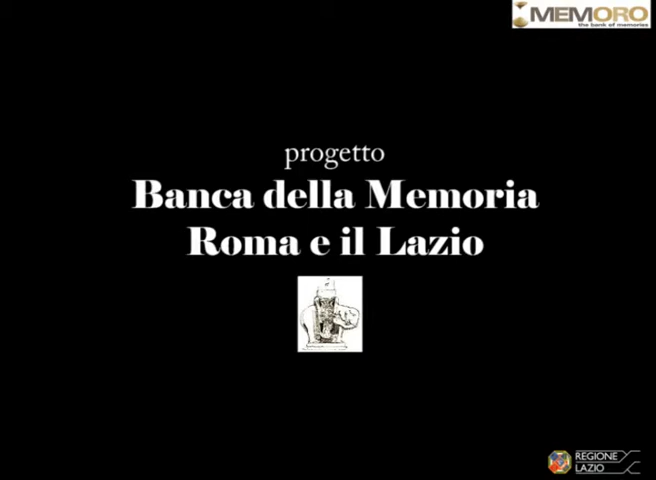 MEMORO
the bank of memories
progetto
Banca della Memoria
Roma e il Lazio
REGIONE
LAZIO